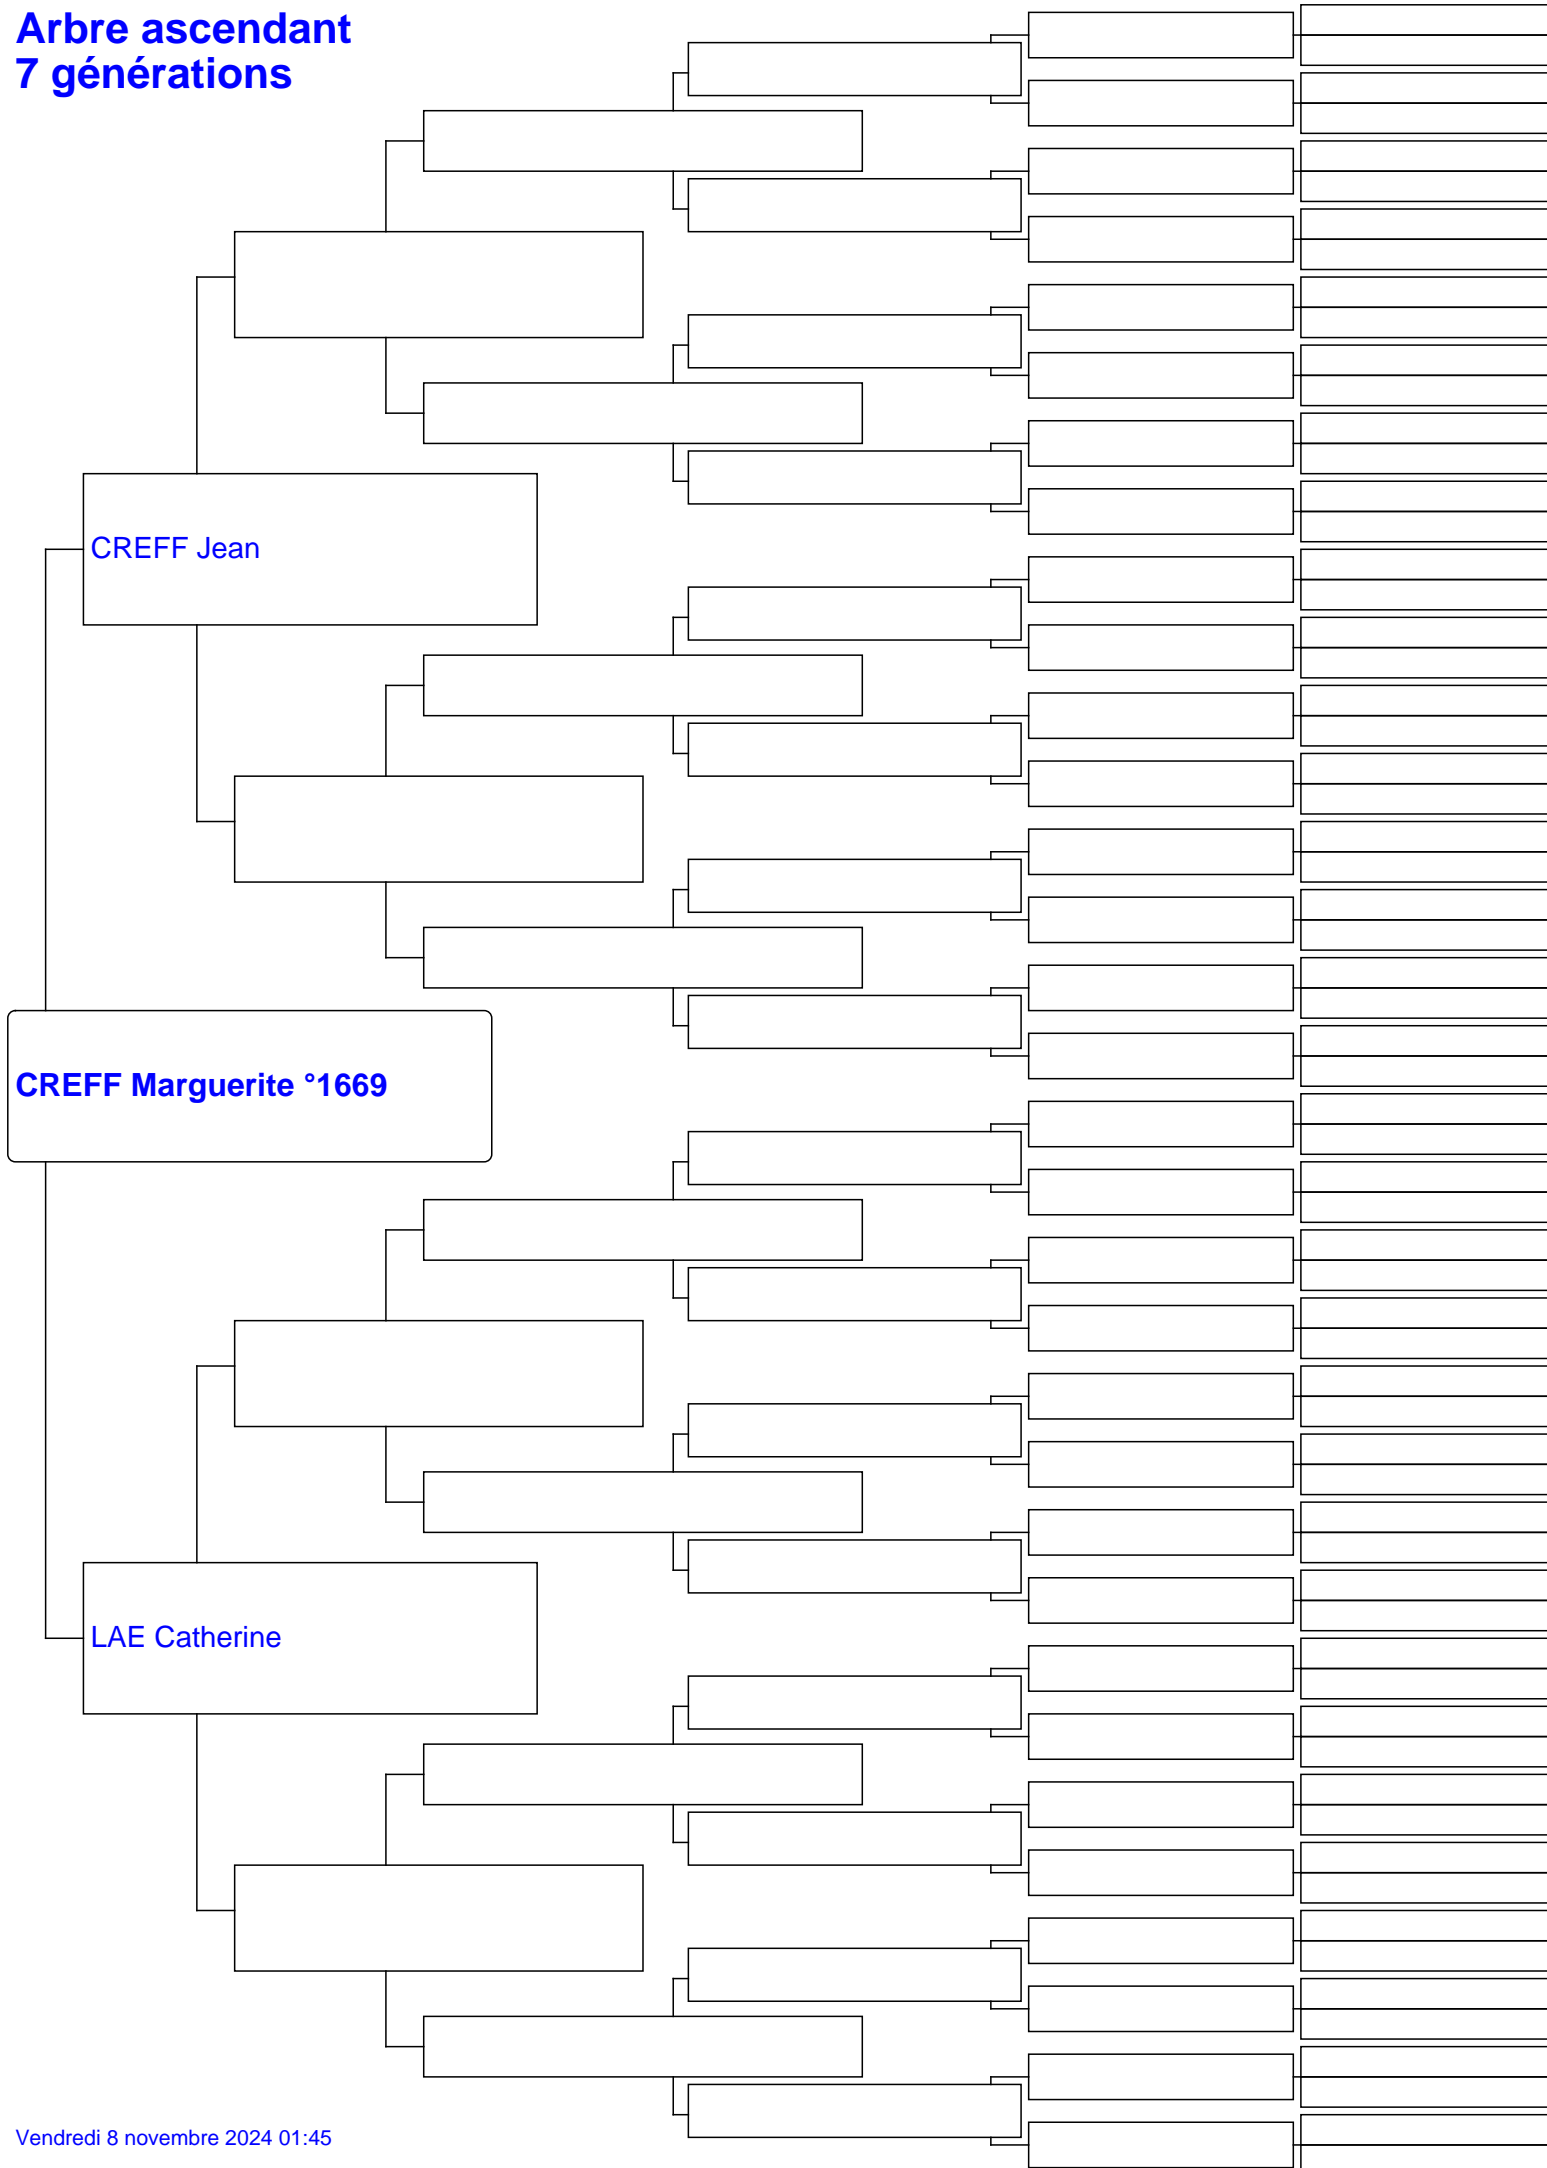 Arbre ascendant
7 générations
CREFF Jean
CREFF Marguerite °1669
LAE Catherine
Vendredi 8 novembre 2024 01:45